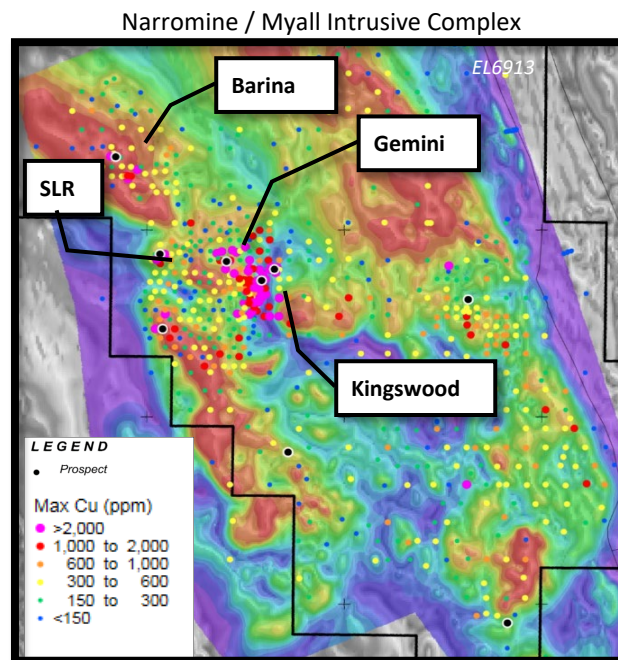 Narromine / Myall Intrusive Complex
EL6913
Barina
Gemini
SLR
Kingswood
LEGEND
Prospect
Max Cu (ppm)
>2,000
1,000 to 2,000
600 to 1,000
300 to 600
150 to 300
<150